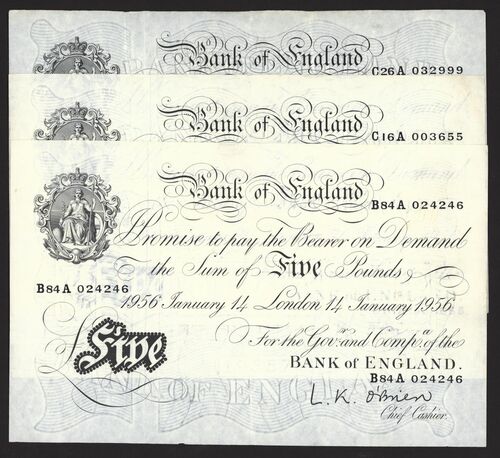 Bank of England
C26A 032999
Bank of England
C16A 003655
Bank of England
B84A 024246
Promise to pay the Bearer on Demand
the Sum of Five Pounds
B84A 024246
1956 January 14 London 14 January 1956
For the Govr. and Compa. of the
£ Five
BANK OF ENGLAND.
B84A 024246
L.K. O'Brien
Chief Cashier.